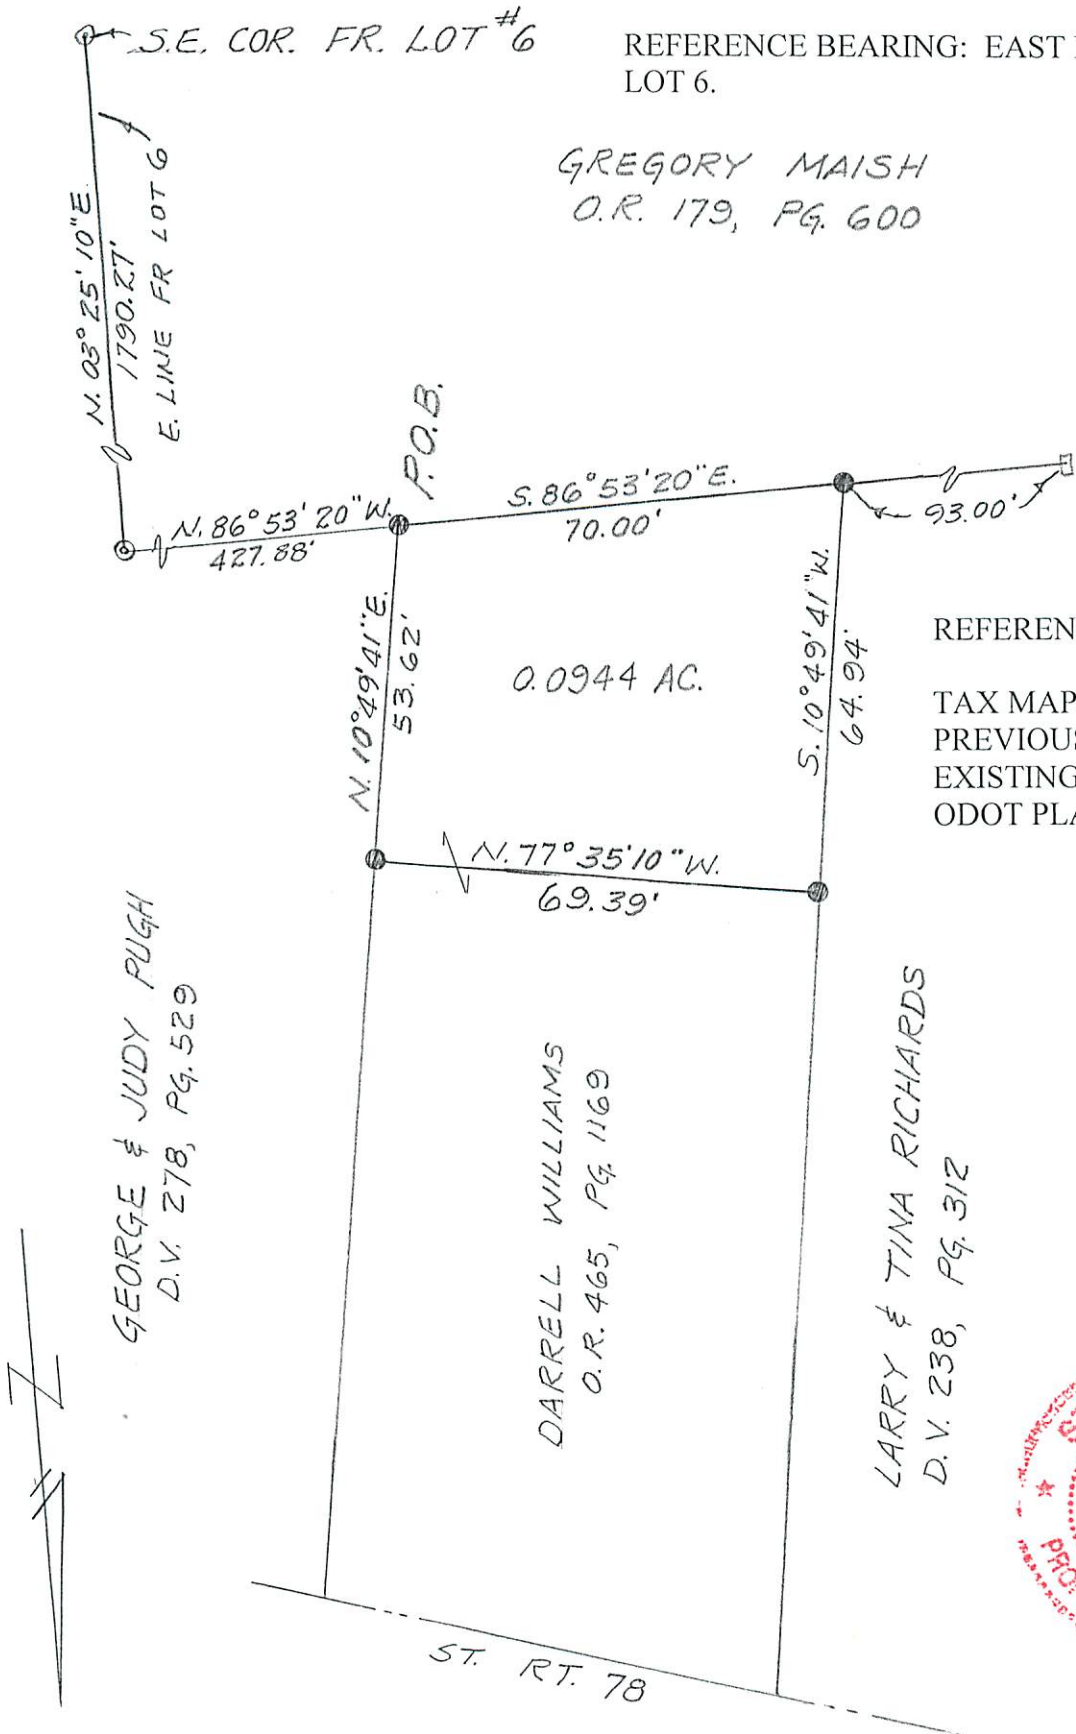 S.E. COR. FR. LOT #6
REFERENCE BEARING: EAST
LOT 6.
GREGORY MAISH
O.R. 179, PG. 600
N. 03° 25' 10" E.
1790.27'
E. LINE FR LOT 6
P.O.B.
N. 86° 53' 20" W.
427.88'
S. 86° 53' 20" E.
70.00'
93.00'
N. 10° 49' 41" E.
53.62'
0.0944 AC.
S. 10° 49' 41" W.
64.94'
REFEREN
TAX MAP
PREVIOUS
EXISTING
ODOT PLA
N. 77° 35' 10" W.
69.39'
GEORGE & JUDY PUGH
D.V. 278, PG. 529
DARRELL WILLIAMS
O.R. 465, PG. 1169
LARRY & TINA RICHARDS
D.V. 238, PG. 312
PRO
ST. RT. 78